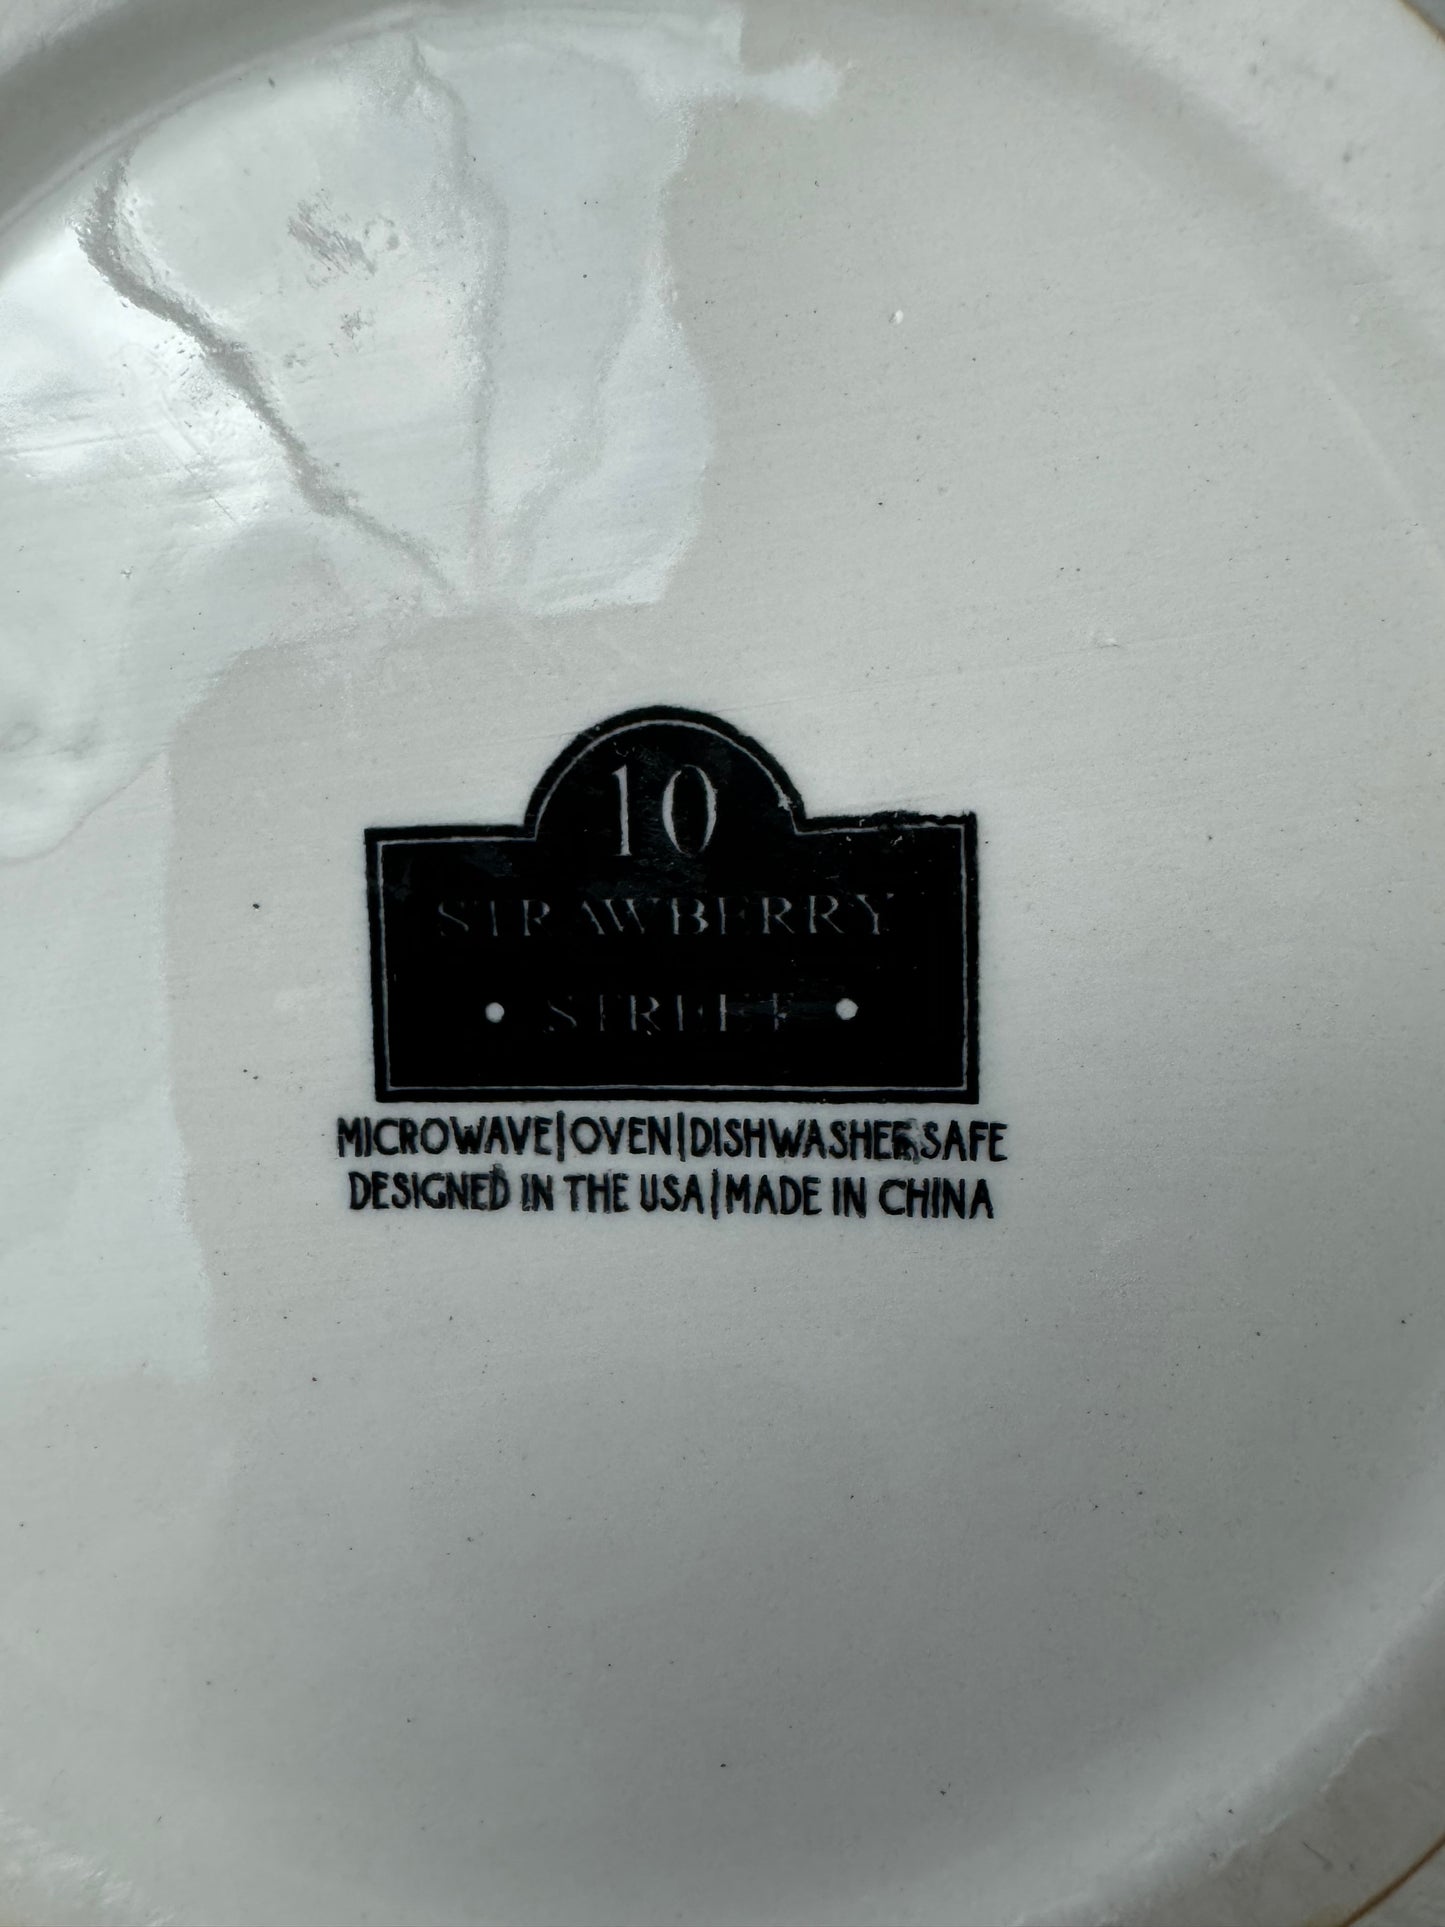 10
STRAWBERRY
• STREET •
MICROWAVE|OVEN|DISHWASHER SAFE
DESIGNED IN THE USA|MADE IN CHINA